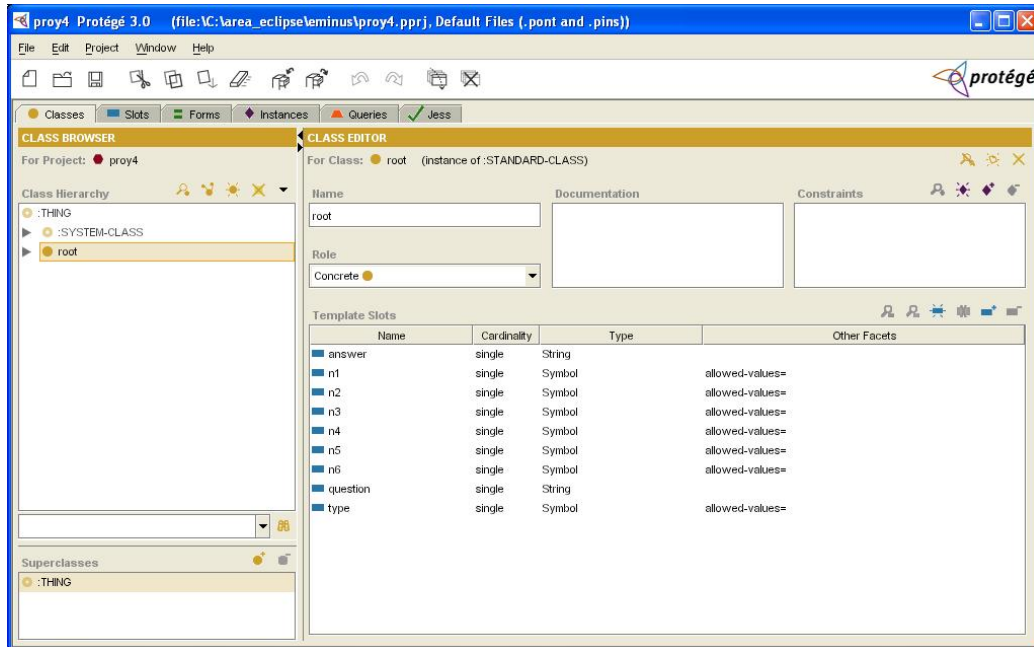 proy4 Protégé 3.0 (file:\C:\area_eclipse\eminus\proy4.pprj, Default Files (.pont and .pins))
File Edit Project Window Help
protégé
Classes Slots Forms Instances Queries Jess
CLASS BROWSER
For Project: proy4
Class Hierarchy
:THING
:SYSTEM-CLASS
root
Superclasses
:THING
CLASS EDITOR
For Class: root (instance of :STANDARD-CLASS)
Name Documentation Constraints
root
Role
Concrete
Template Slots
Name Cardinality Type Other Facets
answer single String
n1 single Symbol allowed-values=
n2 single Symbol allowed-values=
n3 single Symbol allowed-values=
n4 single Symbol allowed-values=
n5 single Symbol allowed-values=
n6 single Symbol allowed-values=
question single String
type single Symbol allowed-values=